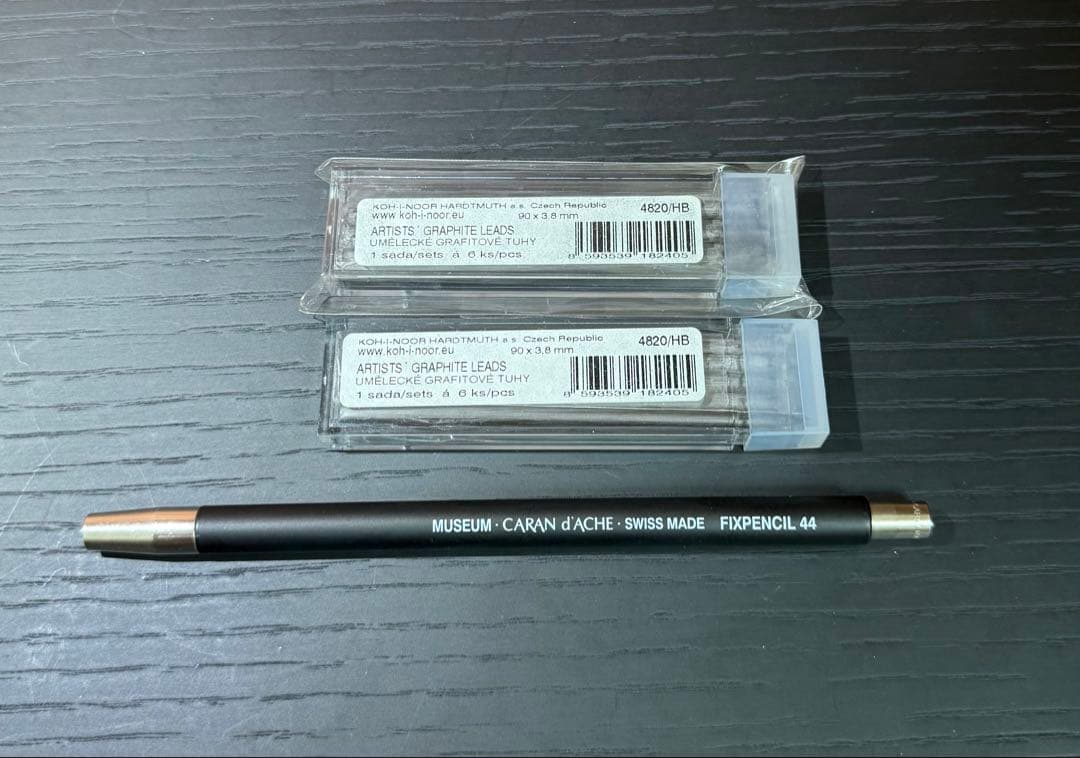 KOH-I-NOOR HARDTMUTH a.s. Czech Republic
www.koh-i-noor.eu 90 x 3,8 mm 4820/HB
ARTISTS´ GRAPHITE LEADS
UMĚLECKÉ GRAFITOVÉ TUHY
1 sada/sets á 6 ks/pcs
8 593539 182405
KOH-I-NOOR HARDTMUTH a.s. Czech Republic
www.koh-i-noor.eu 90 x 3,8 mm 4820/HB
ARTISTS´ GRAPHITE LEADS
UMĚLECKÉ GRAFITOVÉ TUHY
1 sada/sets á 6 ks/pcs
8 593539 182405
MUSEUM · CARAN d'ACHE · SWISS MADE FIXPENCIL 44